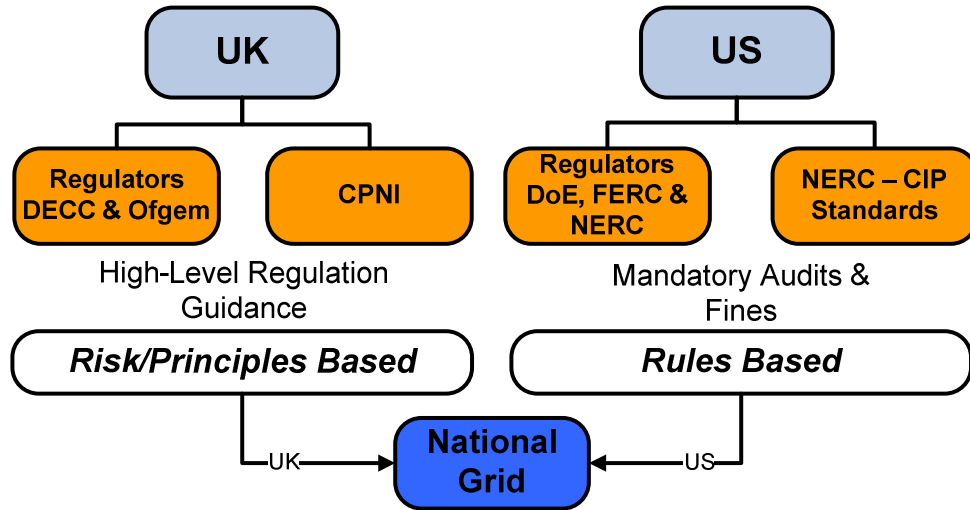 UK
US
Regulators
DECC & Ofgem
CPNI
Regulators
DoE, FERC &
NERC
NERC – CIP
Standards
High-Level Regulation
Guidance
Mandatory Audits &
Fines
Risk/Principles Based
Rules Based
UK
National
Grid
US